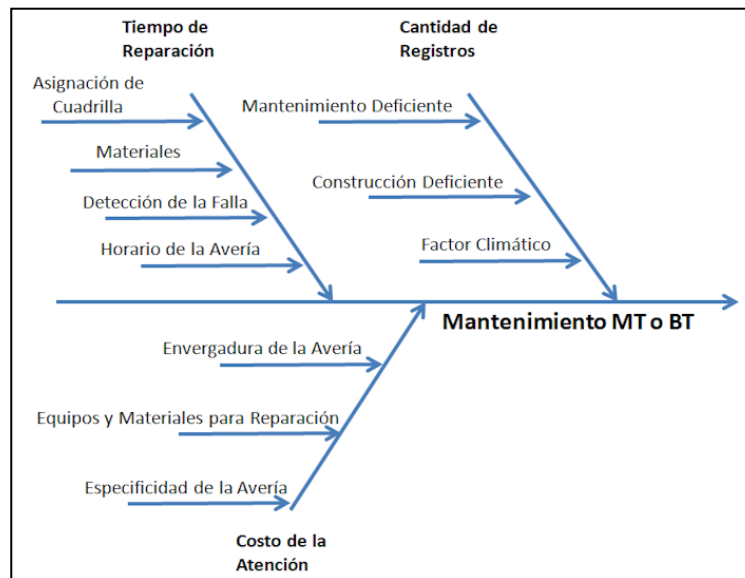 Tiempo de
Reparación
Cantidad de
Registros
Asignación de
Cuadrilla
Materiales
Detección de la Falla
Horario de la Avería
Mantenimiento Deficiente
Construcción Deficiente
Factor Climático
Mantenimiento MT o BT
Envergadura de la Avería
Equipos y Materiales para Reparación
Especificidad de la Avería
Costo de la
Atención